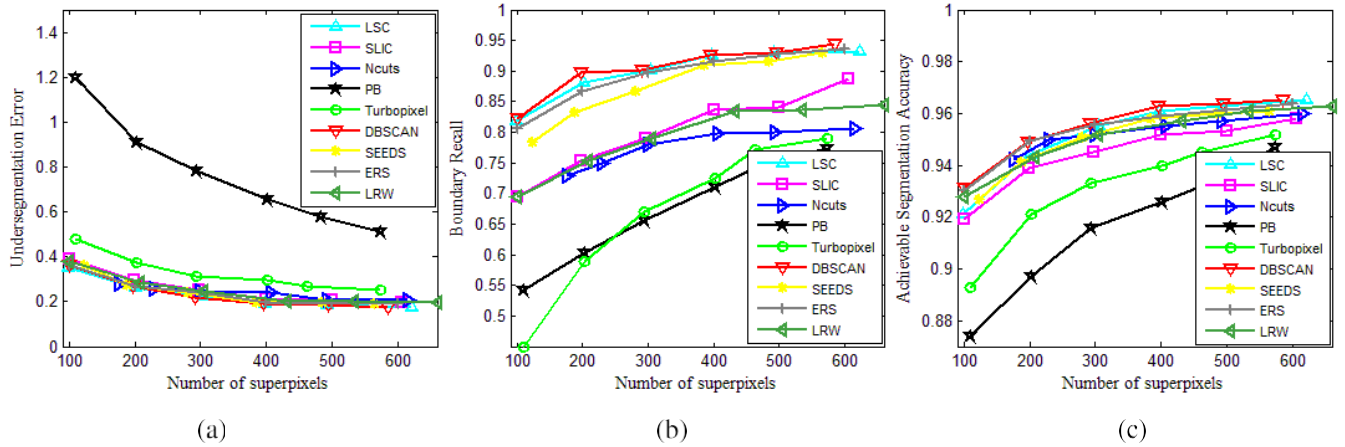 Undersegmentation Error
1.4
1.2
1
0.8
0.6
0.4
0.2
0
100 200 300 400 500 600
Number of superpixels
LSC
SLIC
Ncuts
PB
Turbopixel
DBSCAN
SEEDS
ERS
LRW
(a)
Boundary Recall
1
0.95
0.9
0.85
0.8
0.75
0.7
0.65
0.6
0.55
0.5
100 200 300 400 500 600
Number of superpixels
LSC
SLIC
Ncuts
PB
Turbopixel
DBSCAN
SEEDS
ERS
LRW
(b)
Achievable Segmentation Accuracy
1
0.98
0.96
0.94
0.92
0.9
0.88
100 200 300 400 500 600
Number of superpixels
LSC
SLIC
Ncuts
PB
Turbopixel
DBSCAN
SEEDS
ERS
LRW
(c)